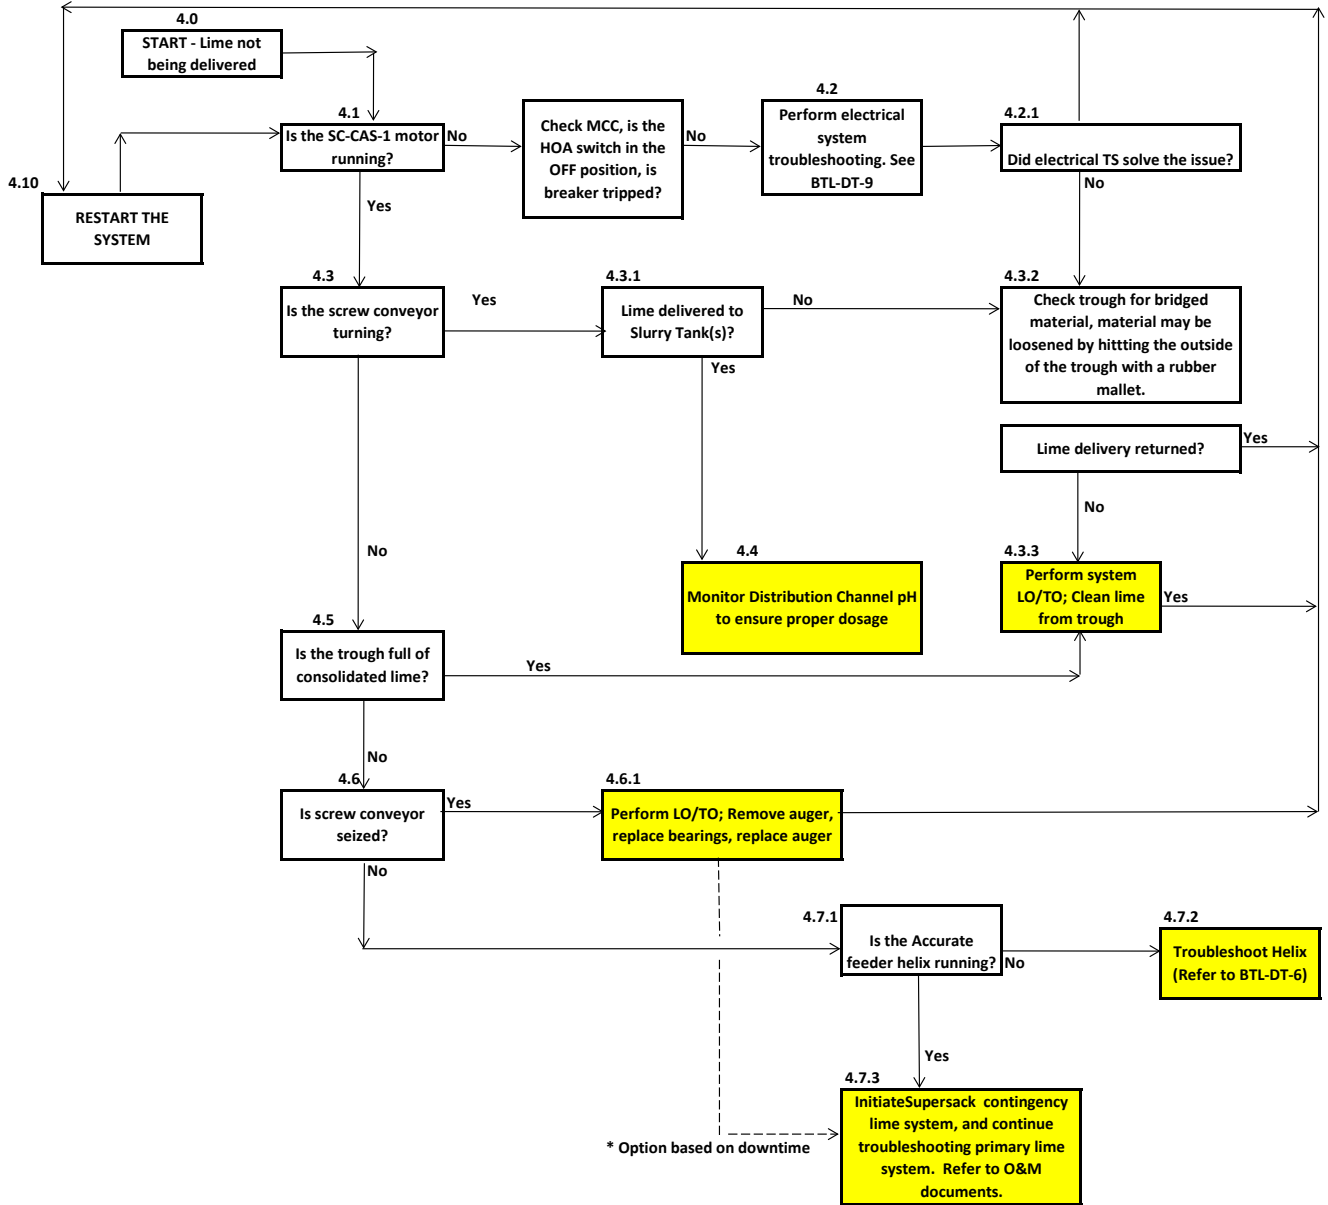 4.0
START - Lime not
being delivered
4.1
Is the SC-CAS-1 motor
running?
No
Check MCC, is the
HOA switch in the
OFF position, is
breaker tripped?
No
4.2
Perform electrical
system
troubleshooting. See
BTL-DT-9
4.2.1
Did electrical TS solve the issue?
No
4.10
RESTART THE
SYSTEM
Yes
4.3
Is the screw conveyor
turning?
Yes
4.3.1
Lime delivered to
Slurry Tank(s)?
No
Yes
4.3.2
Check trough for bridged
material, material may be
loosened by hittting the outside
of the trough with a rubber
mallet.
Lime delivery returned?
Yes
No
No
4.4
Monitor Distribution Channel pH
to ensure proper dosage
4.3.3
Perform system
LO/TO; Clean lime
from trough
Yes
4.5
Is the trough full of
consolidated lime?
Yes
No
4.6
Is screw conveyor
seized?
Yes
4.6.1
Perform LO/TO; Remove auger,
replace bearings, replace auger
No
4.7.1
Is the Accurate
feeder helix running?
No
4.7.2
Troubleshoot Helix
(Refer to BTL-DT-6)
Yes
4.7.3
InitiateSupersack contingency
lime system, and continue
troubleshooting primary lime
system. Refer to O&M
documents.
* Option based on downtime